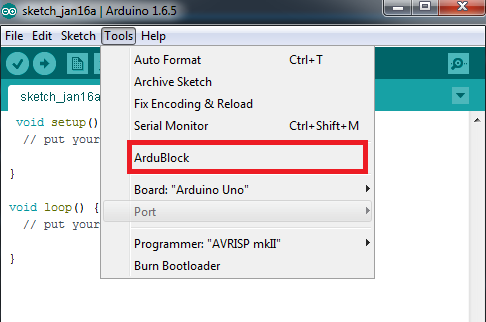 sketch_jan16a | Arduino 1.6.5
File Edit Sketch Tools Help
sketch_jan16a
Auto Format Ctrl+T
Archive Sketch
Fix Encoding & Reload
Serial Monitor Ctrl+Shift+M
ArduBlock
Board: "Arduino Uno"
Port
Programmer: "AVRISP mkII"
Burn Bootloader
void setup()
// put your
}
void loop() {
// put your
}